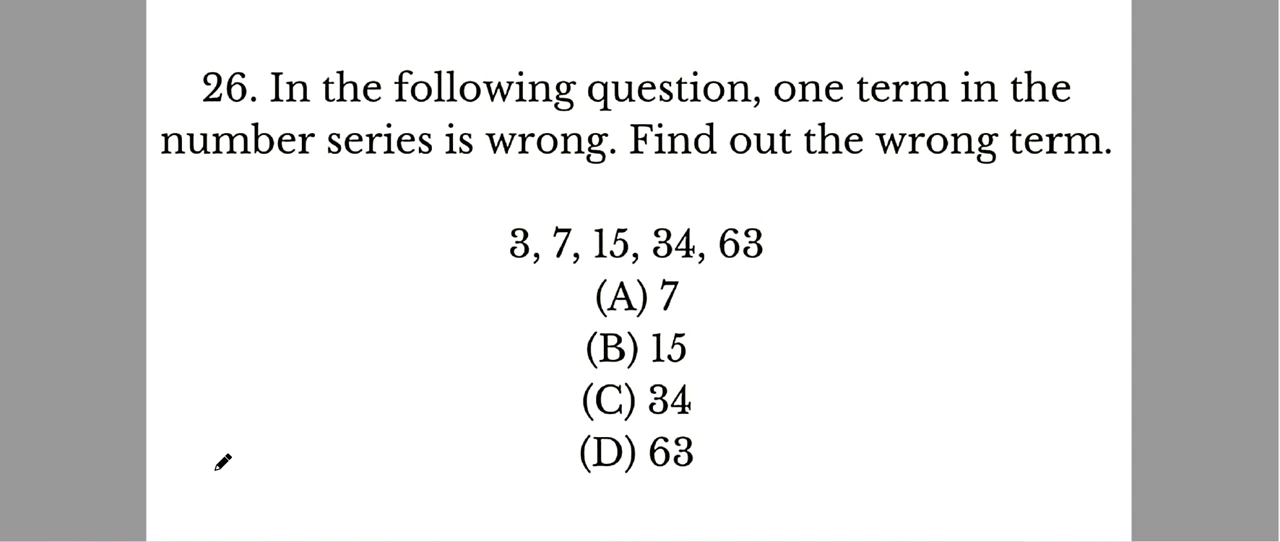 26. In the following question, one term in the
number series is wrong. Find out the wrong term.
3, 7, 15, 34, 63
(A) 7
(B) 15
(C) 34
(D) 63